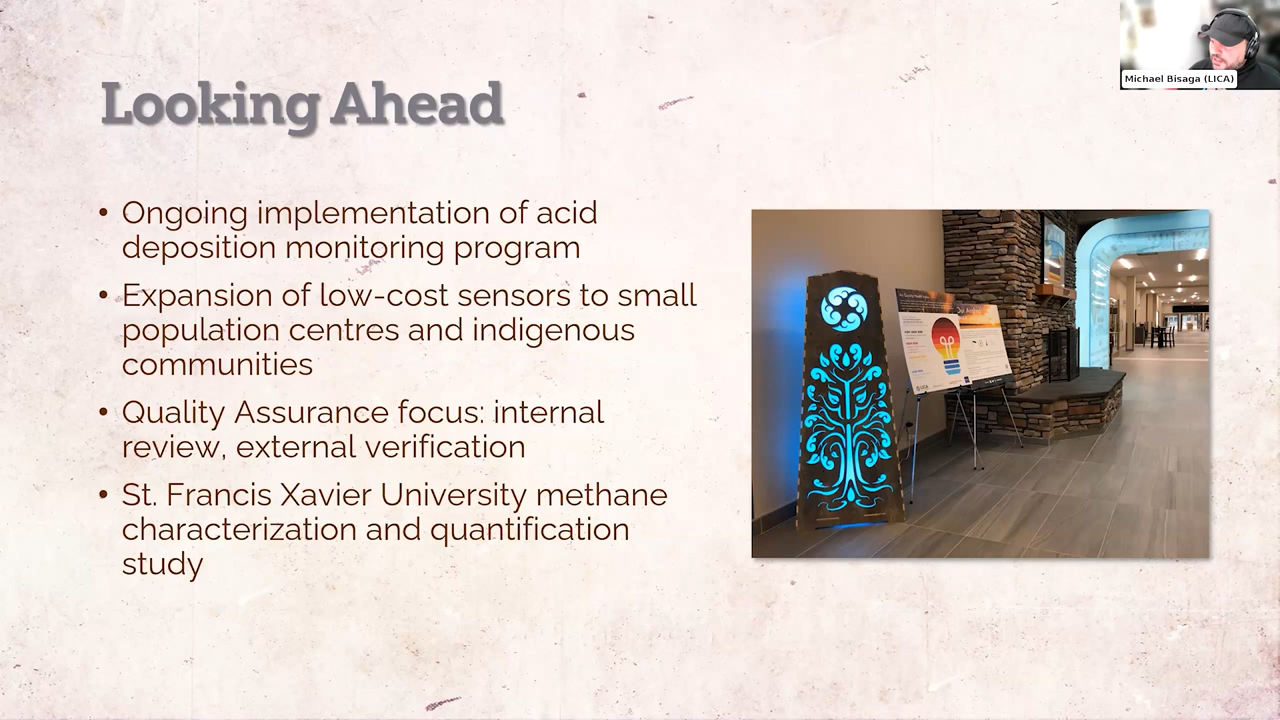 Michael Bisaga (LICA)
Looking Ahead
• Ongoing implementation of acid
deposition monitoring program
• Expansion of low-cost sensors to small
population centres and indigenous
communities
• Quality Assurance focus: internal
review, external verification
• St. Francis Xavier University methane
characterization and quantification
study